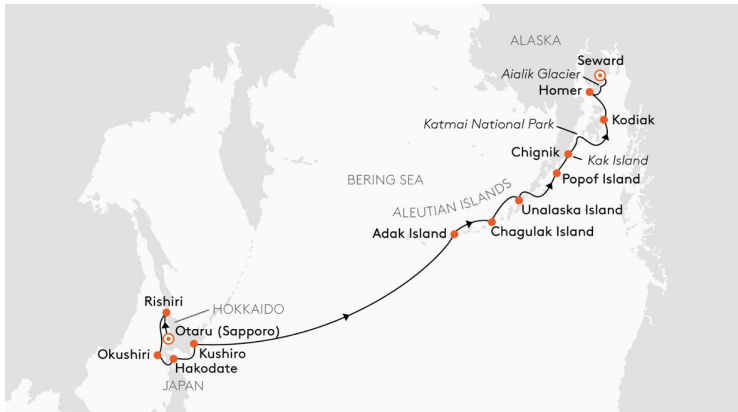 ALASKA
Seward
Aialik Glacier
Homer
Kodiak
Katmai National Park
Chignik
Kak Island
Popof Island
BERING SEA
ALEUTIAN ISLANDS
Unalaska Island
Adak Island
Chagulak Island
Rishiri
HOKKAIDO
Otaru (Sapporo)
Okushiri
Kushiro
Hakodate
JAPAN